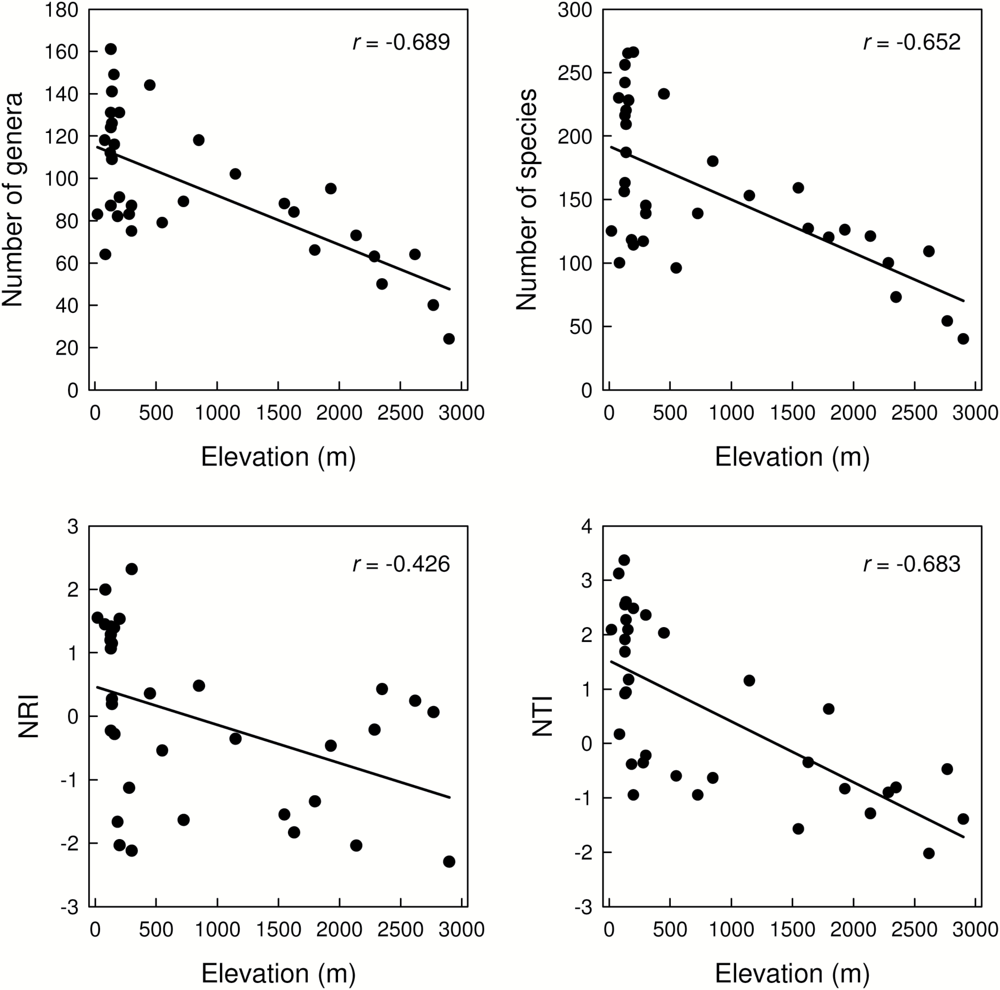 180
160
140
120
100
80
60
40
20
0
Number of genera
r = -0.689
0 500 1000 1500 2000 2500 3000
Elevation (m)
300
250
200
150
100
50
0
Number of species
r = -0.652
0 500 1000 1500 2000 2500 3000
Elevation (m)
3
2
1
0
-1
-2
-3
NRI
r = -0.426
0 500 1000 1500 2000 2500 3000
Elevation (m)
4
3
2
1
0
-1
-2
-3
NTI
r = -0.683
0 500 1000 1500 2000 2500 3000
Elevation (m)